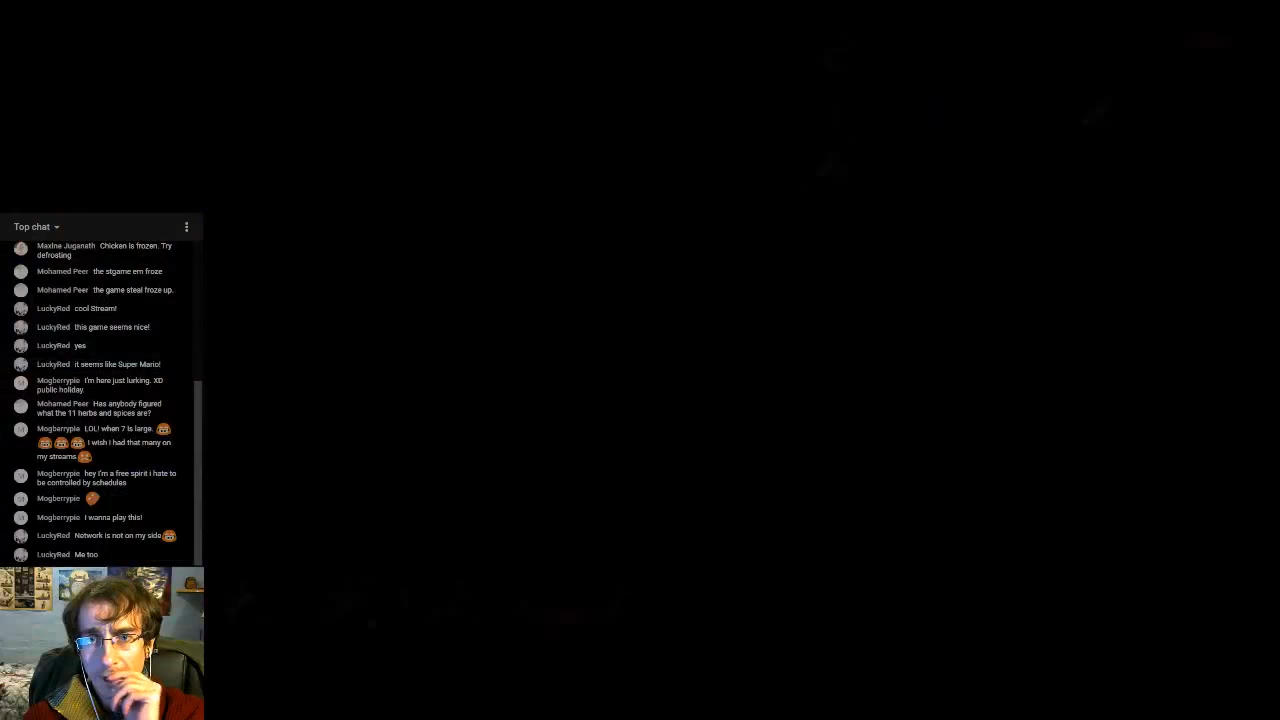 Top chat
Maxine Juganath Chicken is frozen. Try
defrosting
Mohamed Peer the stgame em froze
Mohamed Peer the game steal froze up.
LuckyRed cool Stream!
LuckyRed this game seems nice!
LuckyRed yes
LuckyRed it seems like Super Mario!
Mogberrypie I'm here just lurking. XD
public holiday.
Mohamed Peer Has anybody figured
what the 11 herbs and spices are?
Mogberrypie LOL! when 7 is large.
I wish I had that many on
my streams
Mogberrypie hey I'm a free spirit i hate to
be controlled by schedules
Mogberrypie
Mogberrypie I wanna play this!
LuckyRed Network is not on my side
LuckyRed Me too